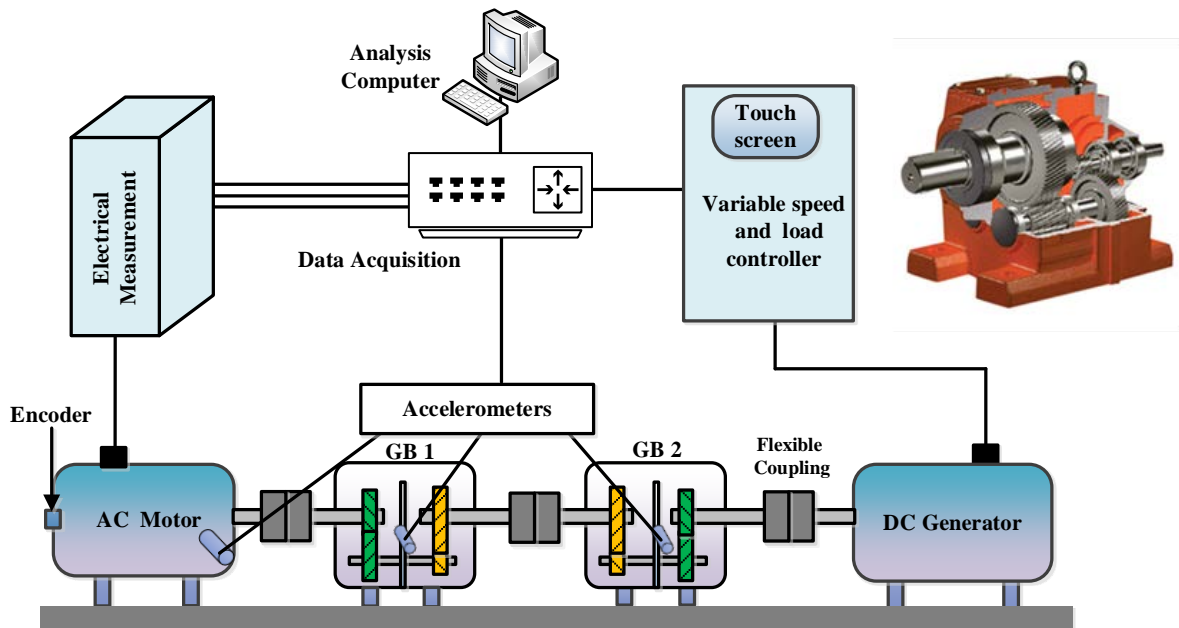 Analysis
Computer
Touch
screen
Electrical
Measurement
Variable speed
and load
controller
Data Acquisition
Accelerometers
Encoder
GB 1
GB 2
Flexible
Coupling
AC Motor
DC Generator